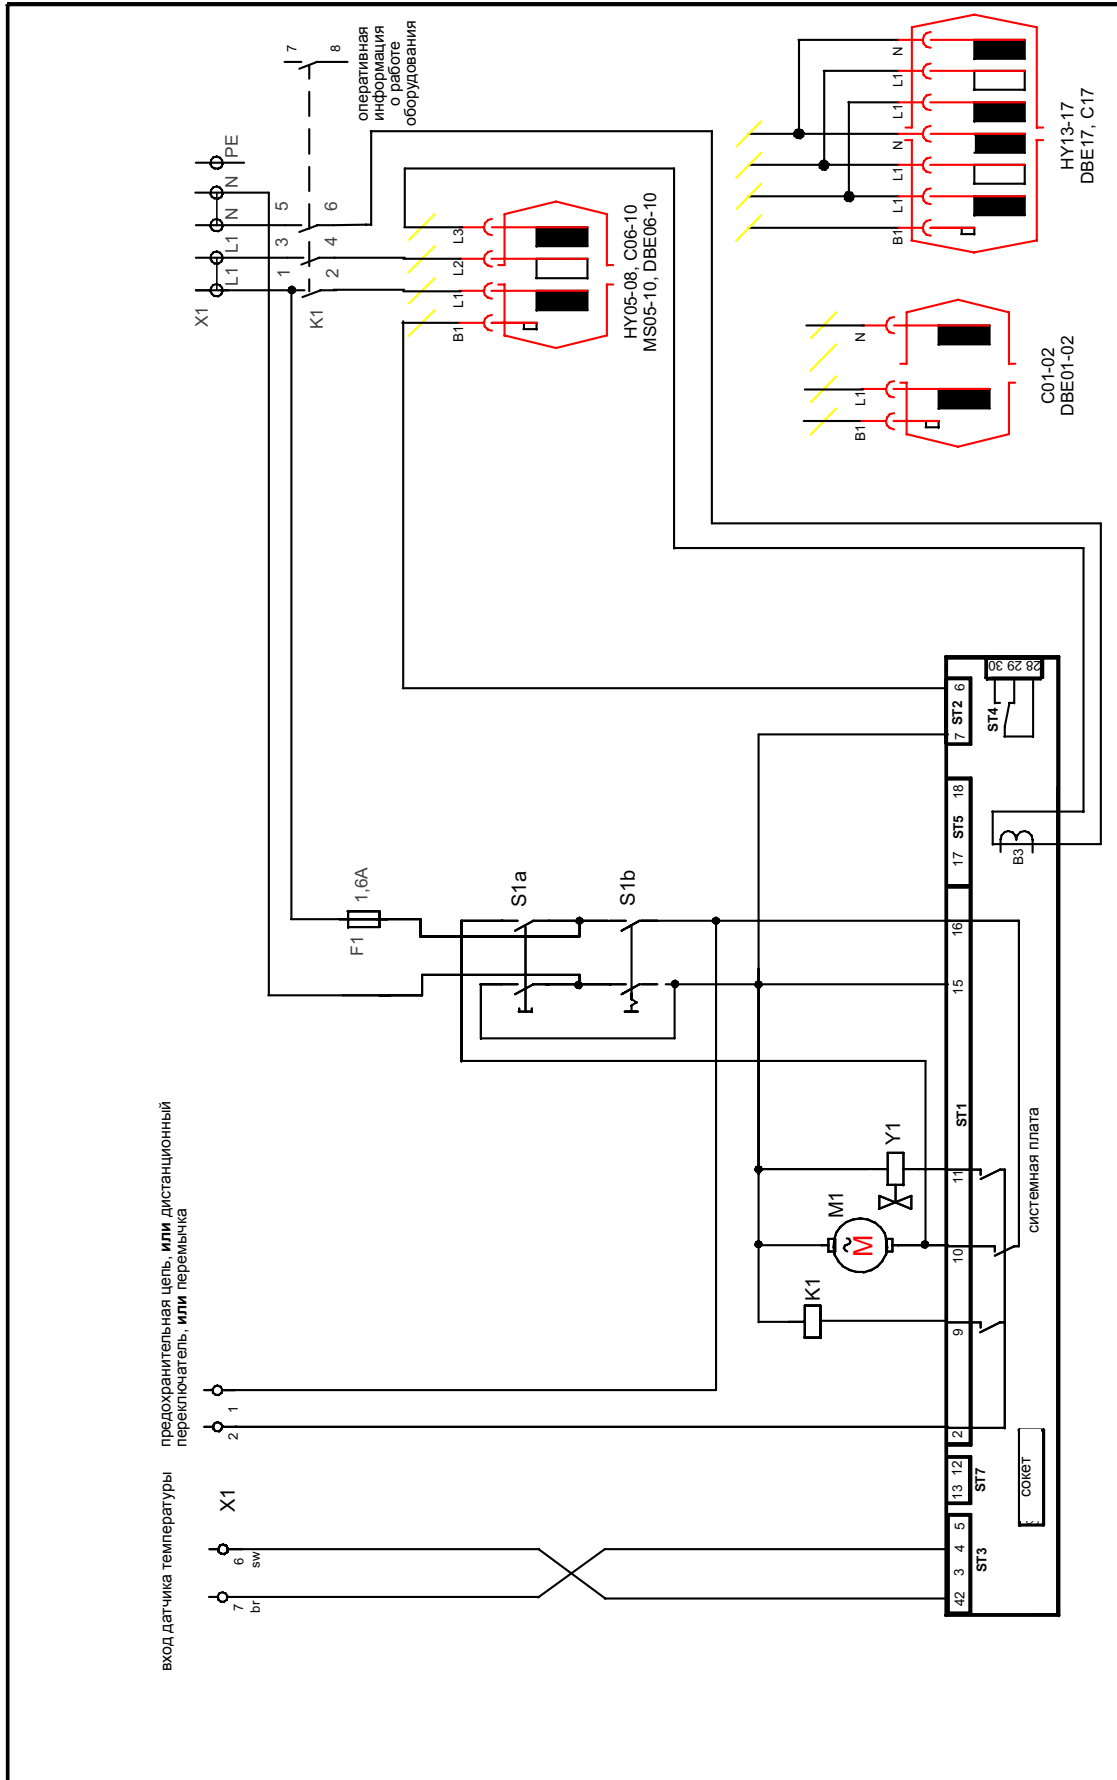 вход датчика температуры
предохранительная цепь, или дистанционный
переключатель, или перемычка
X1
7
br
6
sw
2
1
X1
L1
L1
N
N
PE
K1
1
2
3
4
5
6
7
8
оперативная
информация
о работе
оборудования
F1
1,6A
S1a
S1b
B1
L1
L2
L3
HY05-08, C06-10
MS05-10, DBE06-10
B1
L1
N
C01-02
DBE01-02
B1
L1
L1
N
L1
L1
N
HY13-17
DBE17, C17
K1
M1
M
Y1
42
3
4
5
ST3
13
12
ST7
2
9
10
11
ST1
15
16
17
ST5
18
7
ST2
6
сокет
системная плата
B3
ST4
28 29 30